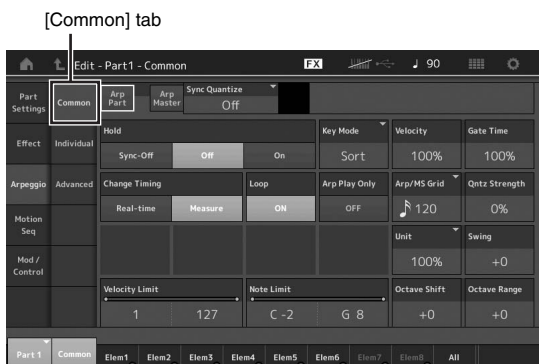 [Common] tab
Edit - Part1 - Common FX 90
Part Settings Common Arp Part Arp Master Sync Quantize Off
Effect Individual Hold Key Mode Velocity Gate Time
Sync-Off Off On Sort 100% 100%
Arpeggio Advanced Change Timing Loop Arp Play Only Arp/MS Grid Qntz Strength
Real-time Measure ON OFF 120 0%
Motion Seq Unit Swing
Mod / Control 100% +0
Velocity Limit Note Limit Octave Shift Octave Range
1 127 C -2 G 8 +0 +0
Part 1 Common Elem1 Elem2 Elem3 Elem4 Elem5 Elem6 Elem7 Elem8 All